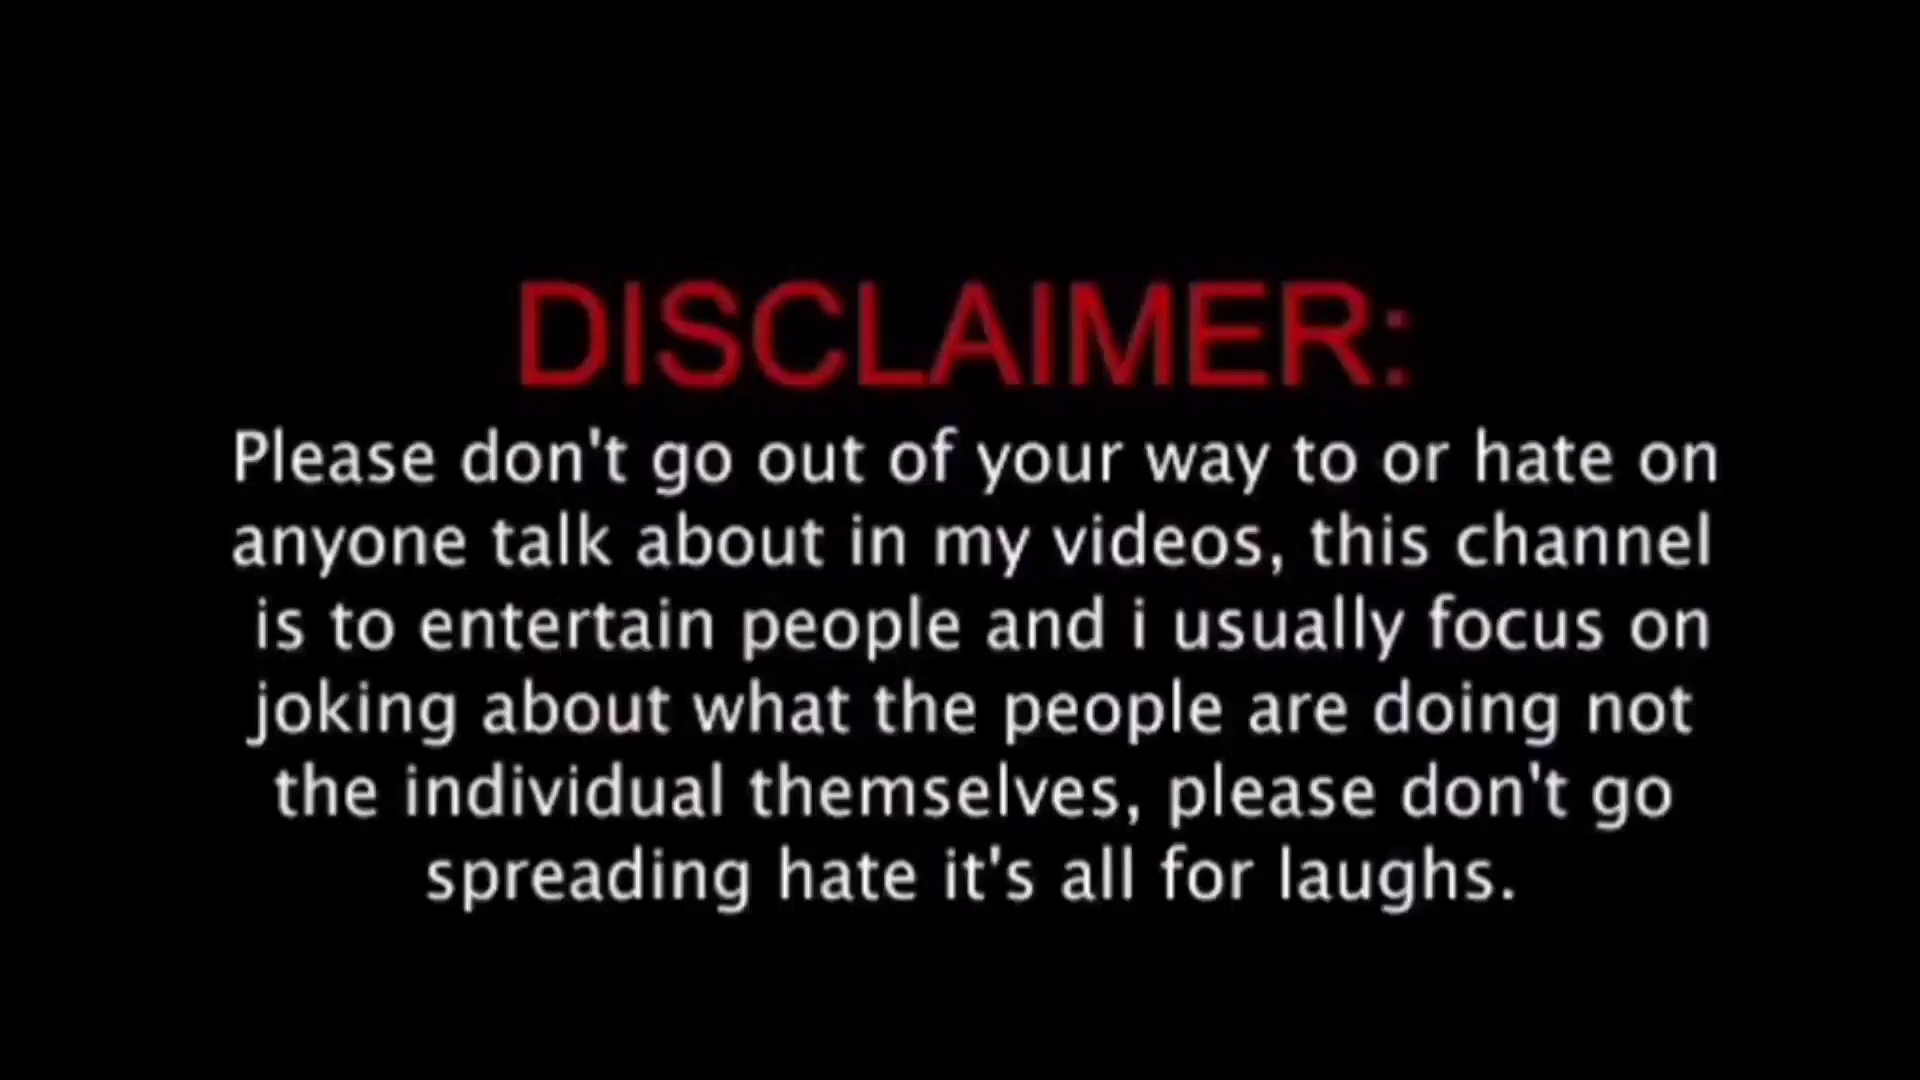 DISCLAIMER:
Please don't go out of your way to or hate on
anyone talk about in my videos, this channel
is to entertain people and i usually focus on
joking about what the people are doing not
the individual themselves, please don't go
spreading hate it's all for laughs.